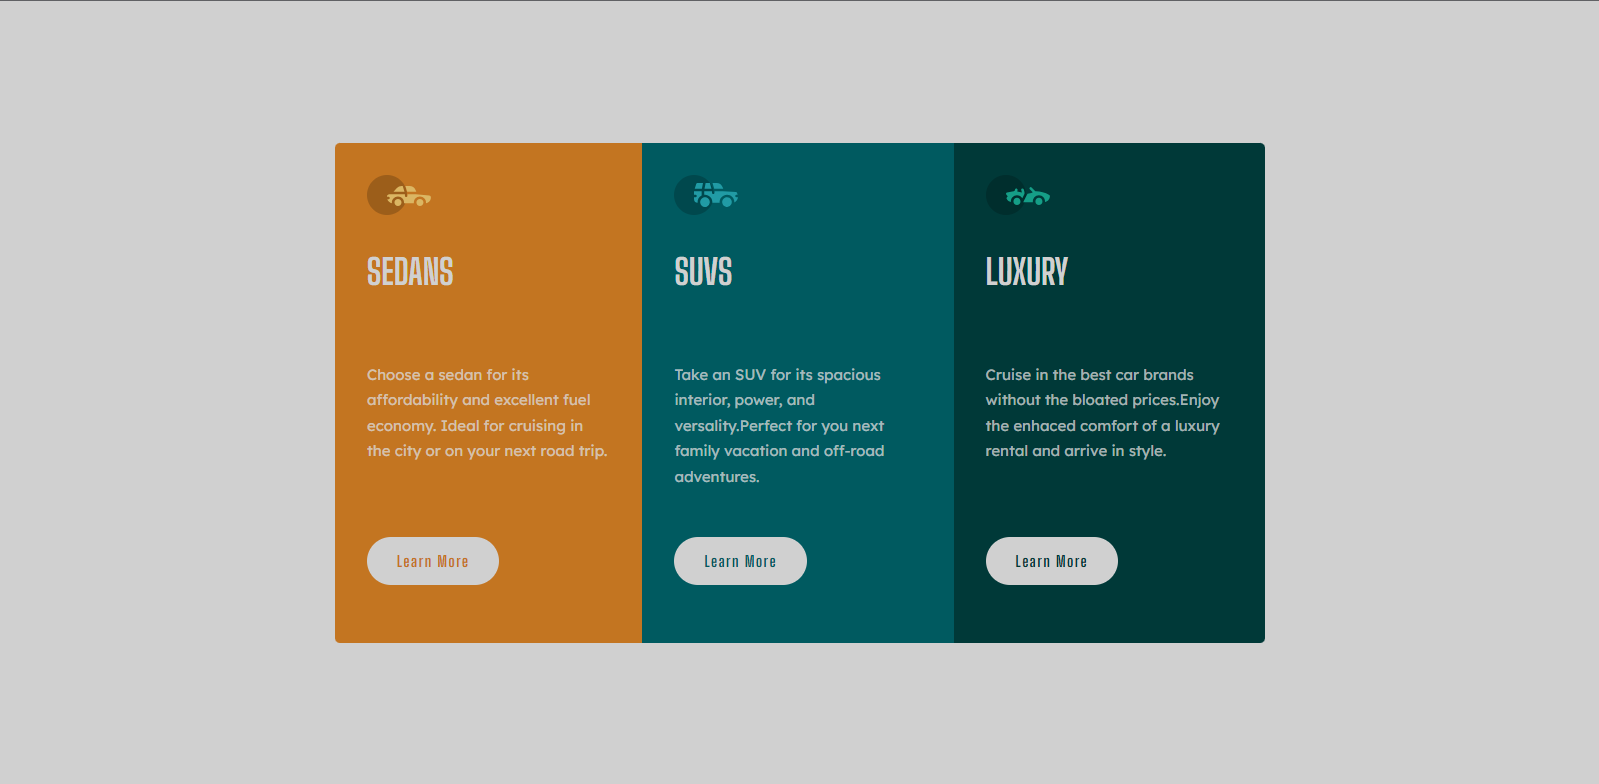 SEDANS
Choose a sedan for its
affordability and excellent fuel
economy. Ideal for cruising in
the city or on your next road trip.
Learn More
SUVS
Take an SUV for its spacious
interior, power, and
versality.Perfect for you next
family vacation and off-road
adventures.
Learn More
LUXURY
Cruise in the best car brands
without the bloated prices.Enjoy
the enhaced comfort of a luxury
rental and arrive in style.
Learn More